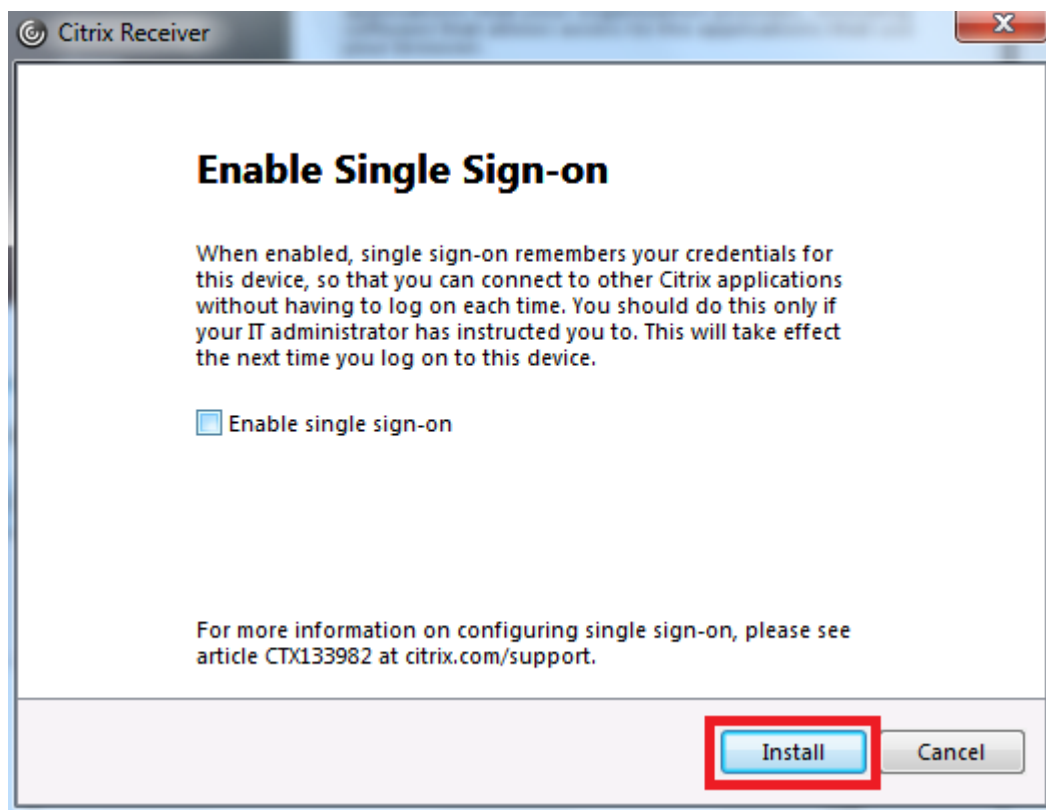 Citrix Receiver
Enable Single Sign-on
When enabled, single sign-on remembers your credentials for
this device, so that you can connect to other Citrix applications
without having to log on each time. You should do this only if
your IT administrator has instructed you to. This will take effect
the next time you log on to this device.
Enable single sign-on
For more information on configuring single sign-on, please see
article CTX133982 at citrix.com/support.
Install
Cancel